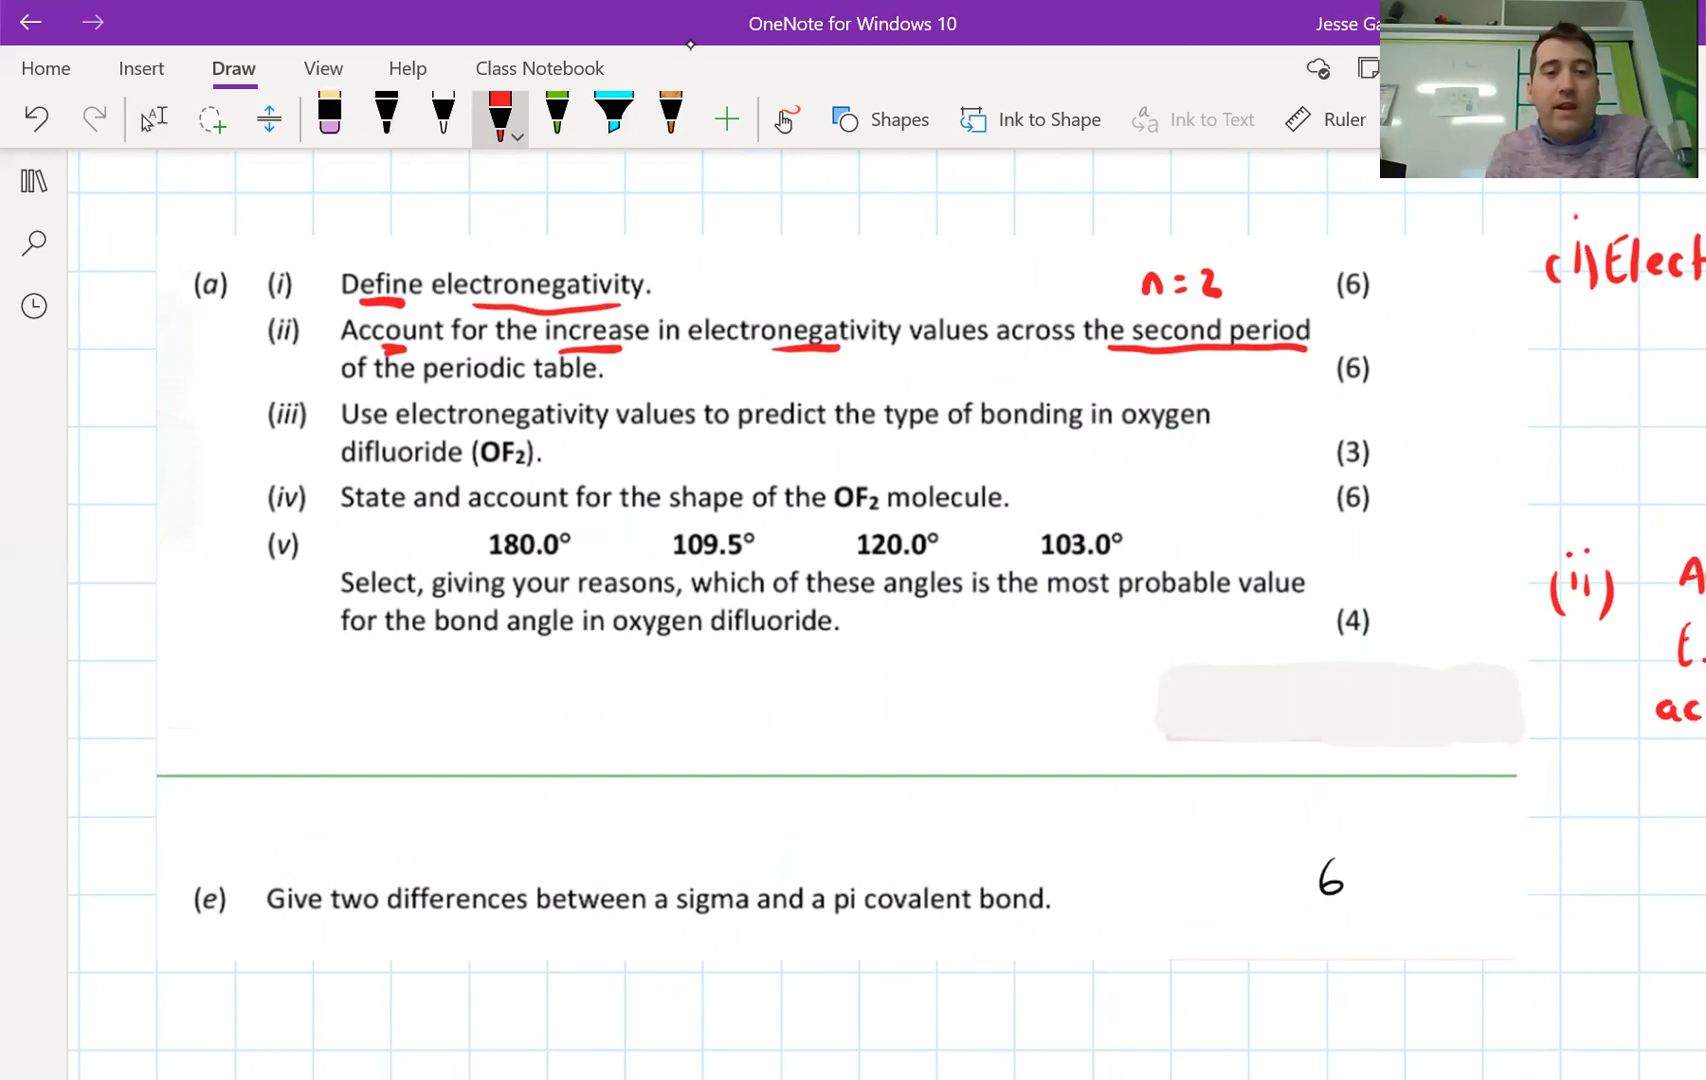 OneNote for Windows 10
Jesse Ga
Home Insert Draw View Help Class Notebook
Shapes Ink to Shape Ink to Text Ruler
(a) (i) Define electronegativity. n = 2 (6)
(ii) Account for the increase in electronegativity values across the second period
of the periodic table. (6)
(iii) Use electronegativity values to predict the type of bonding in oxygen
difluoride (OF₂). (3)
(iv) State and account for the shape of the OF₂ molecule. (6)
(v) 180.0° 109.5° 120.0° 103.0°
Select, giving your reasons, which of these angles is the most probable value
for the bond angle in oxygen difluoride. (4)
(e) Give two differences between a sigma and a pi covalent bond. 6
(i) Elect
(ii) A
ac